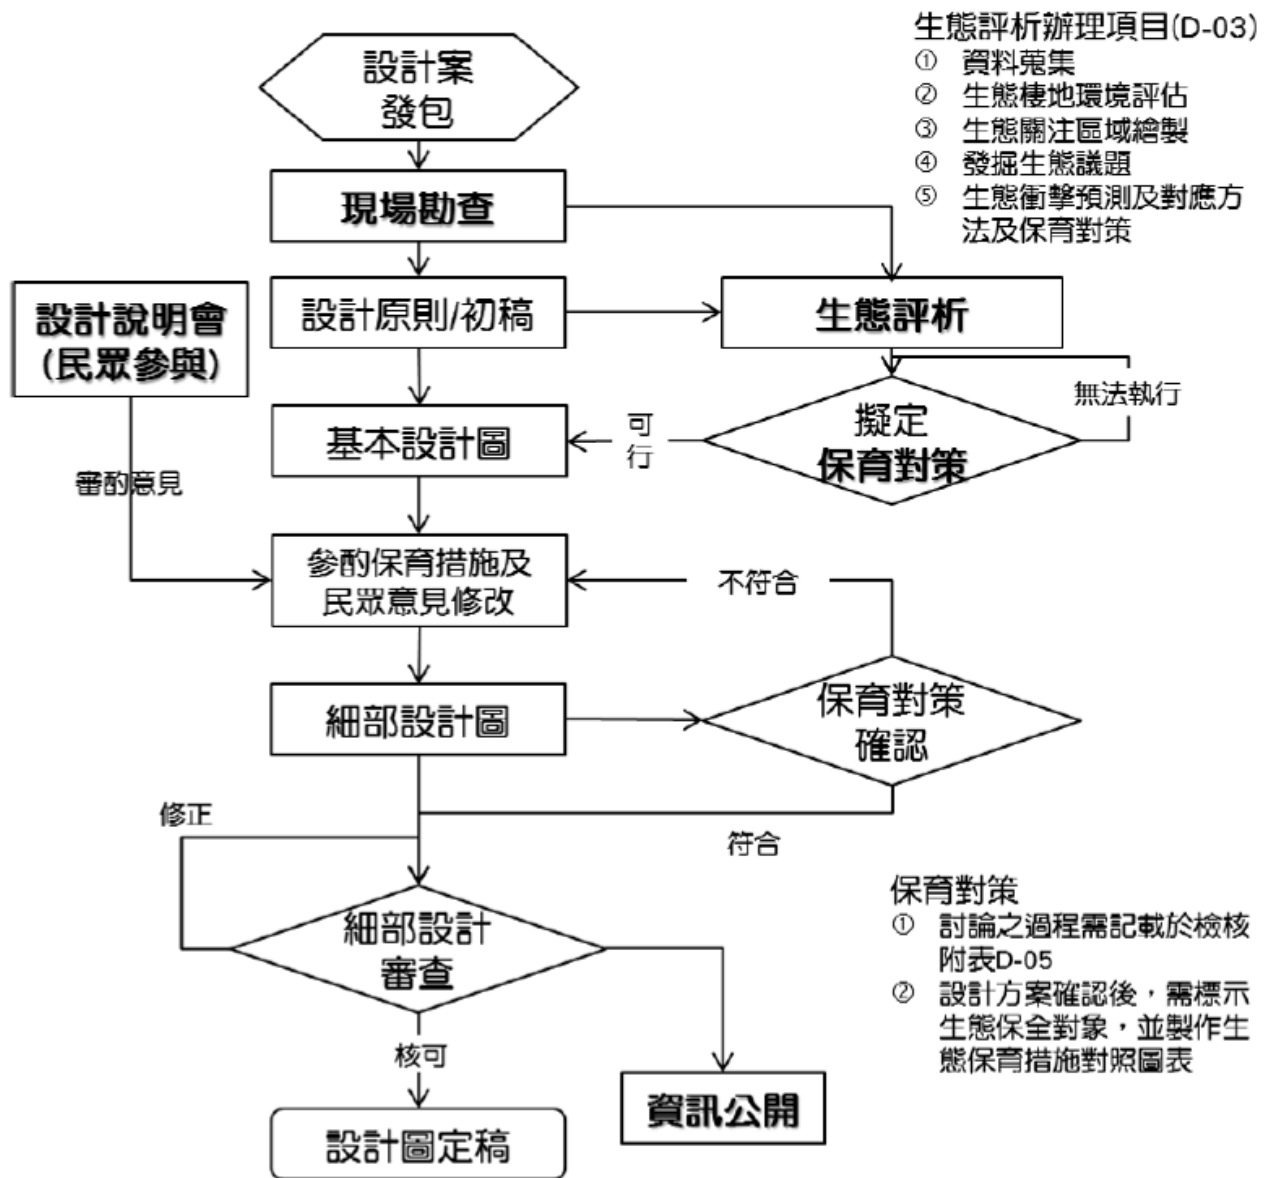 設計案
發包
生態評析辦理項目(D-03)
① 資料蒐集
② 生態棲地環境評估
③ 生態關注區域繪製
④ 發掘生態議題
⑤ 生態衝擊預測及對應方
法及保育對策
現場勘查
設計說明會
(民眾參與)
設計原則/初稿
生態評析
無法執行
擬定
保育對策
可
行
基本設計圖
審酌意見
參酌保育措施及
民眾意見修改
不符合
細部設計圖
保育對策
確認
修正
符合
細部設計
審查
保育對策
① 討論之過程需記載於檢核
附表D-05
② 設計方案確認後，需標示
生態保全對象，並製作生
態保育措施對照圖表
核可
資訊公開
設計圖定稿